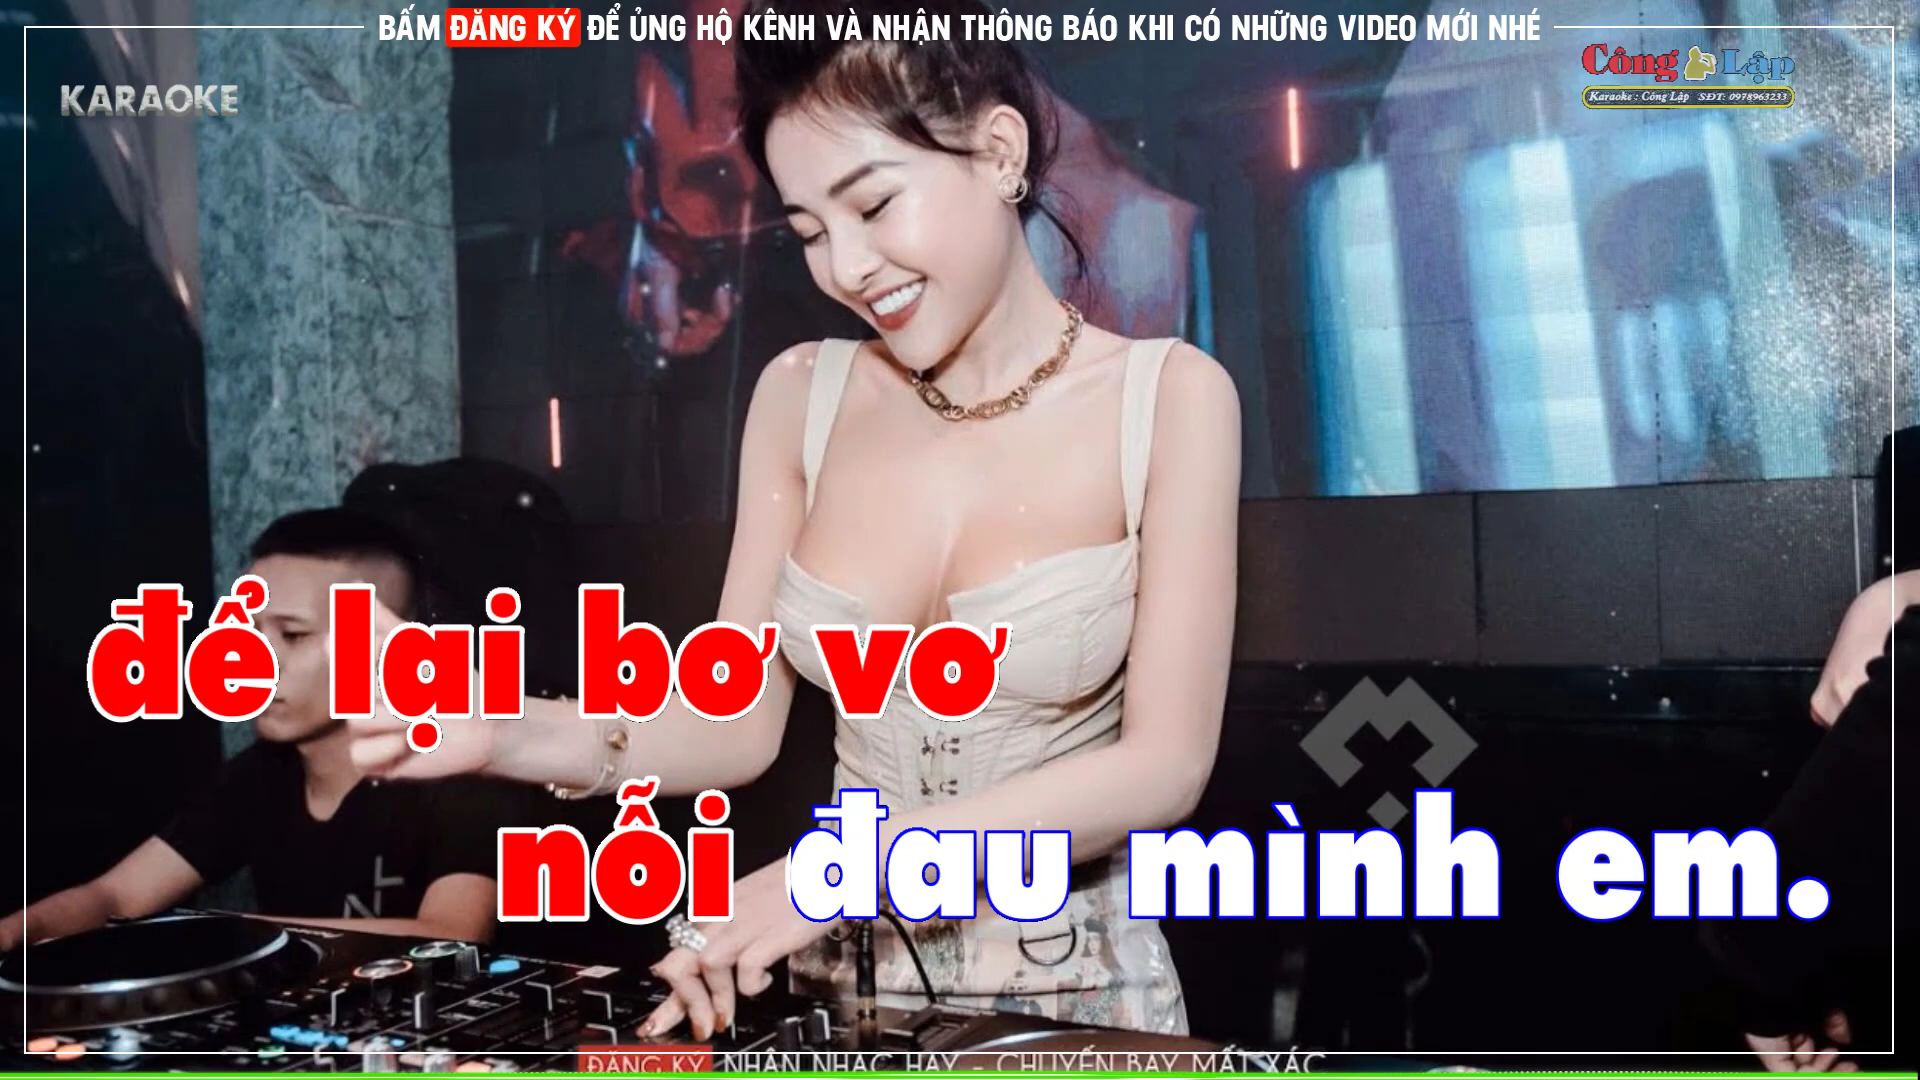 BẤM ĐĂNG KÝ ĐỂ ỦNG HỘ KÊNH VÀ NHẬN THÔNG BÁO KHI CÓ NHỮNG VIDEO MỚI NHÉ
KARAOKE
Công Lập
Karaoke : Công Lập SĐT: 0978963233
để lại bơ vơ
nỗi đau mình em.
ĐĂNG KÝ NHẬN NHẠC HAY - CHUYẾN BAY MẤT XÁC